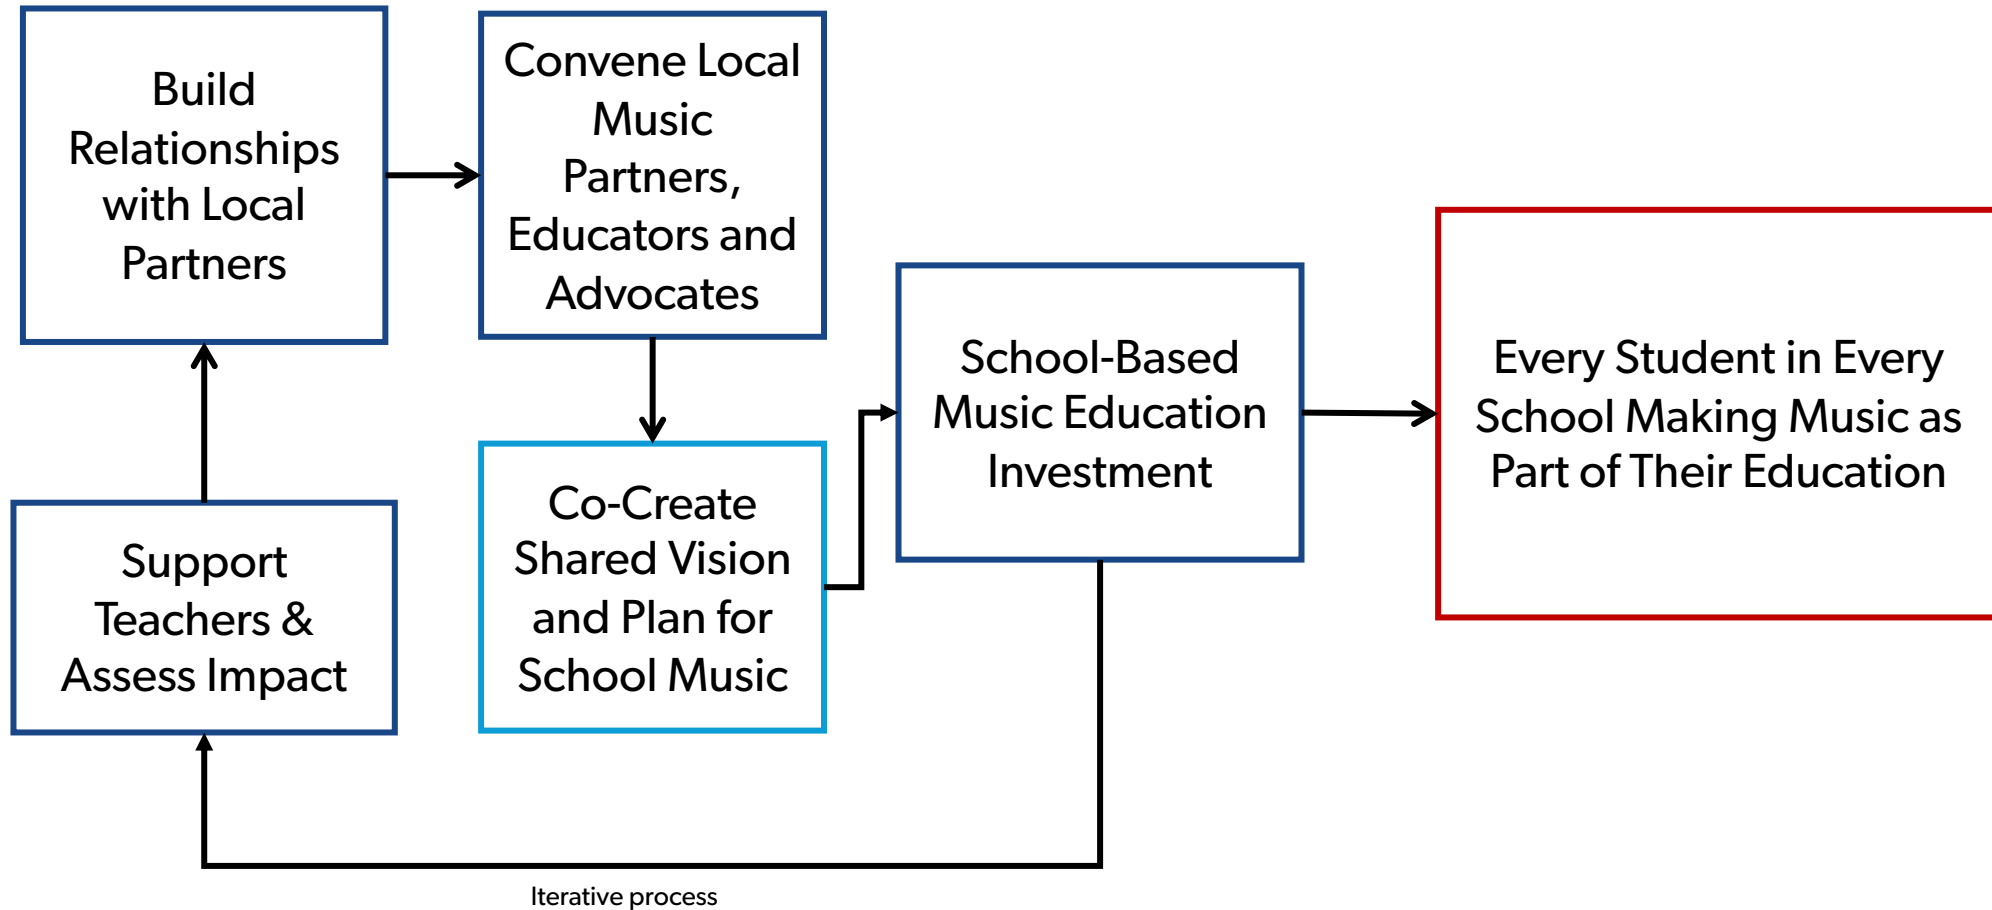 Build
Relationships
with Local
Partners
Convene Local
Music
Partners,
Educators and
Advocates
Co-Create
Shared Vision
and Plan for
School Music
School-Based
Music Education
Investment
Every Student in Every
School Making Music as
Part of Their Education
Support
Teachers &
Assess Impact
Iterative process